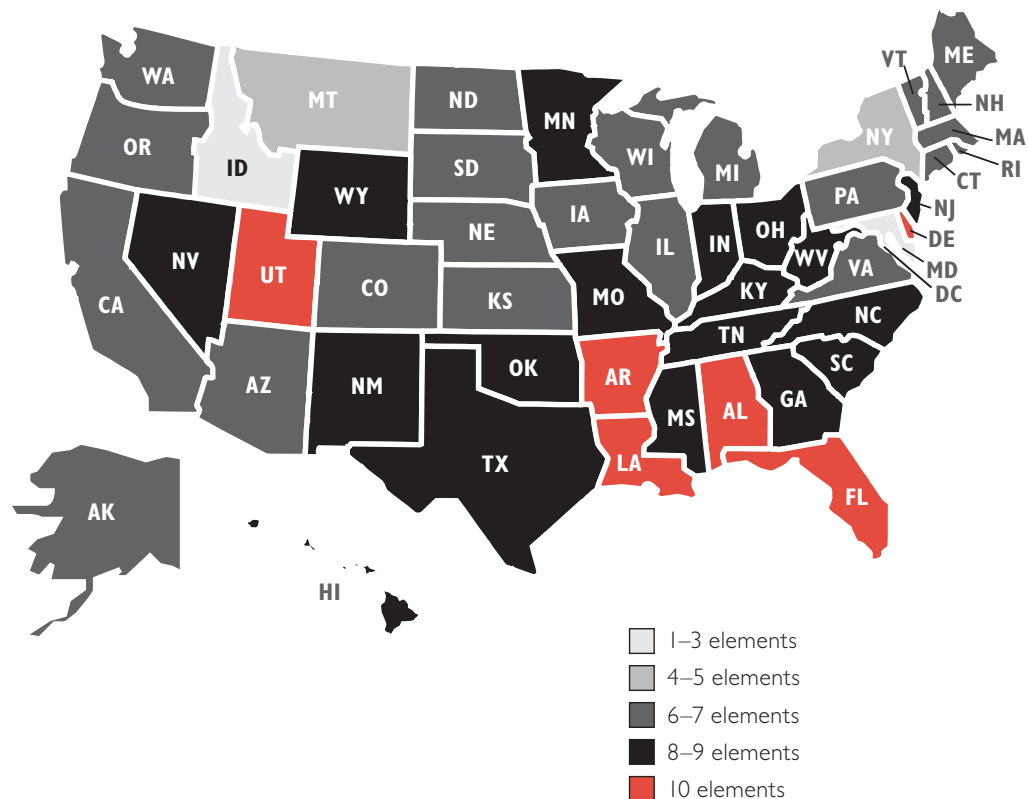 ME
VT
WA
MT
ND
NH
MN
MA
NY
OR
WI
RI
ID
SD
MI
CT
WY
PA
NJ
IA
NE
OH
DE
IL
IN
NV
UT
WV
VA
MD
CO
KY
DC
CA
KS
MO
NC
TN
OK
SC
AZ
NM
AR
GA
MS
AL
TX
LA
FL
AK
HI
1–3 elements
4–5 elements
6–7 elements
8–9 elements
10 elements